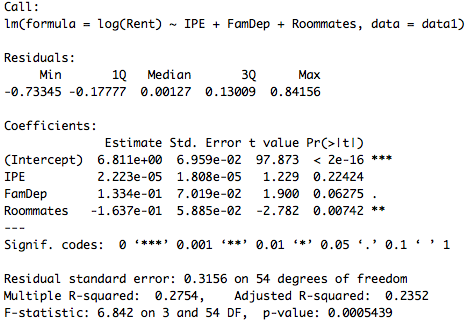 Call:
lm(formula = log(Rent) ~ IPE + FamDep + Roommates, data = data1)
Residuals:
Min 1Q Median 3Q Max
-0.73345 -0.17777 0.00127 0.13009 0.84156
Coefficients:
Estimate Std. Error t value Pr(>|t|)
(Intercept) 6.811e+00 6.959e-02 97.873 < 2e-16 ***
IPE 2.223e-05 1.808e-05 1.229 0.22424
FamDep 1.334e-01 7.019e-02 1.900 0.06275 .
Roommates -1.637e-01 5.885e-02 -2.782 0.00742 **
---
Signif. codes: 0 ‘***’ 0.001 ‘**’ 0.01 ‘*’ 0.05 ‘.’ 0.1 ‘ ’ 1
Residual standard error: 0.3156 on 54 degrees of freedom
Multiple R-squared: 0.2754, Adjusted R-squared: 0.2352
F-statistic: 6.842 on 3 and 54 DF, p-value: 0.0005439